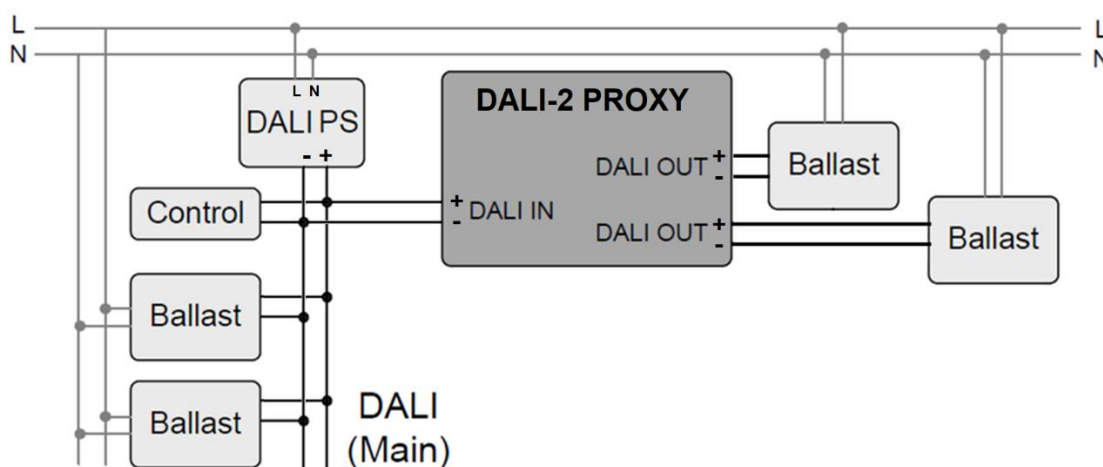 L
L
N
N
L N
DALI PS
- +
DALI-2 PROXY
DALI OUT +
-
Ballast
Control
+ DALI IN
-
DALI OUT +
-
Ballast
Ballast
Ballast
DALI
(Main)